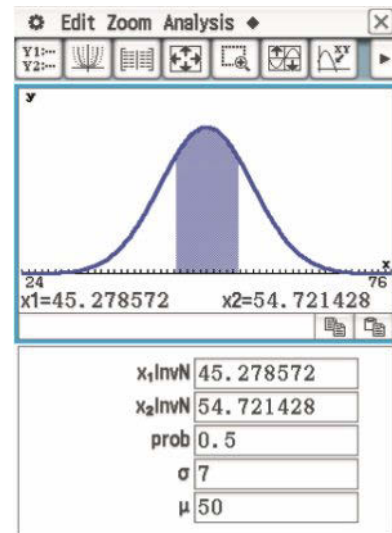 Edit Zoom Analysis ◆
Y1:··· Y2:··· XY
y
x
24 76
x1=45.278572 x2=54.721428
x₁InvN 45.278572
x₂InvN 54.721428
prob 0.5
σ 7
μ 50